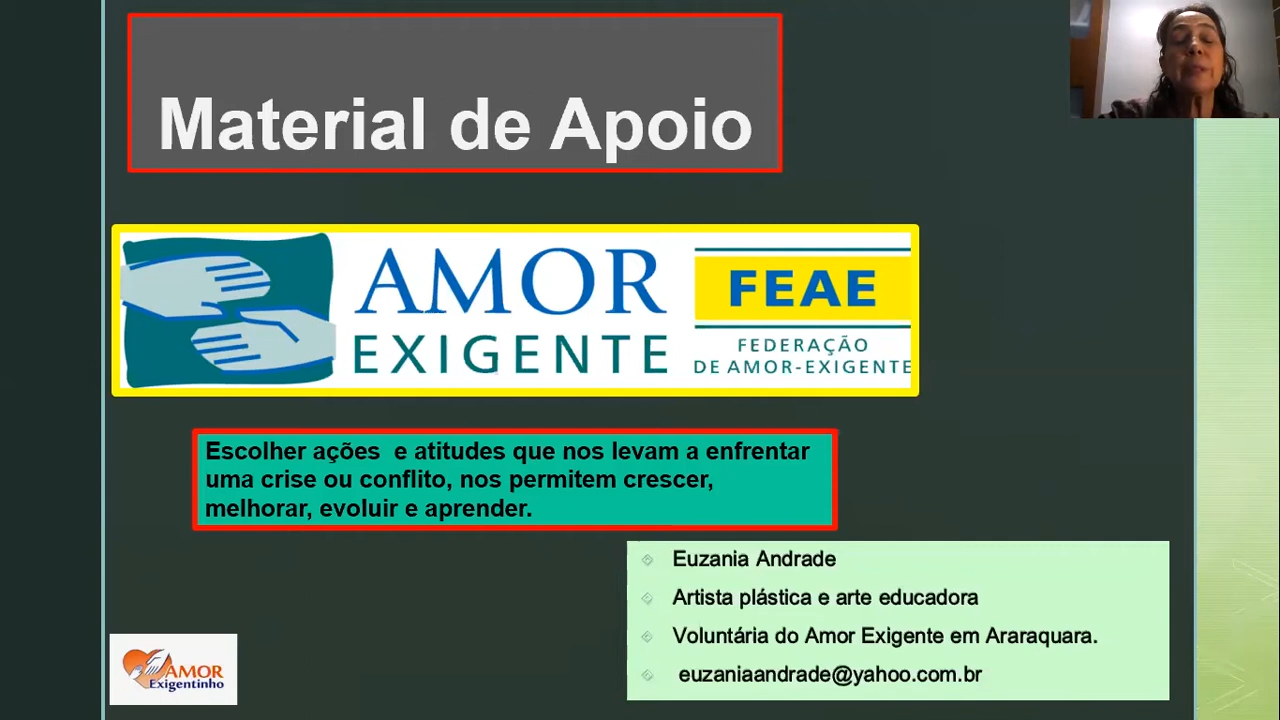 Material de Apoio
AMOR
EXIGENTE
FEAE
FEDERAÇÃO
DE AMOR-EXIGENTE
Escolher ações e atitudes que nos levam a enfrentar
uma crise ou conflito, nos permitem crescer,
melhorar, evoluir e aprender.
Euzania Andrade
Artista plástica e arte educadora
Voluntária do Amor Exigente em Araraquara.
euzaniaandrade@yahoo.com.br
AMOR
Exigentinho